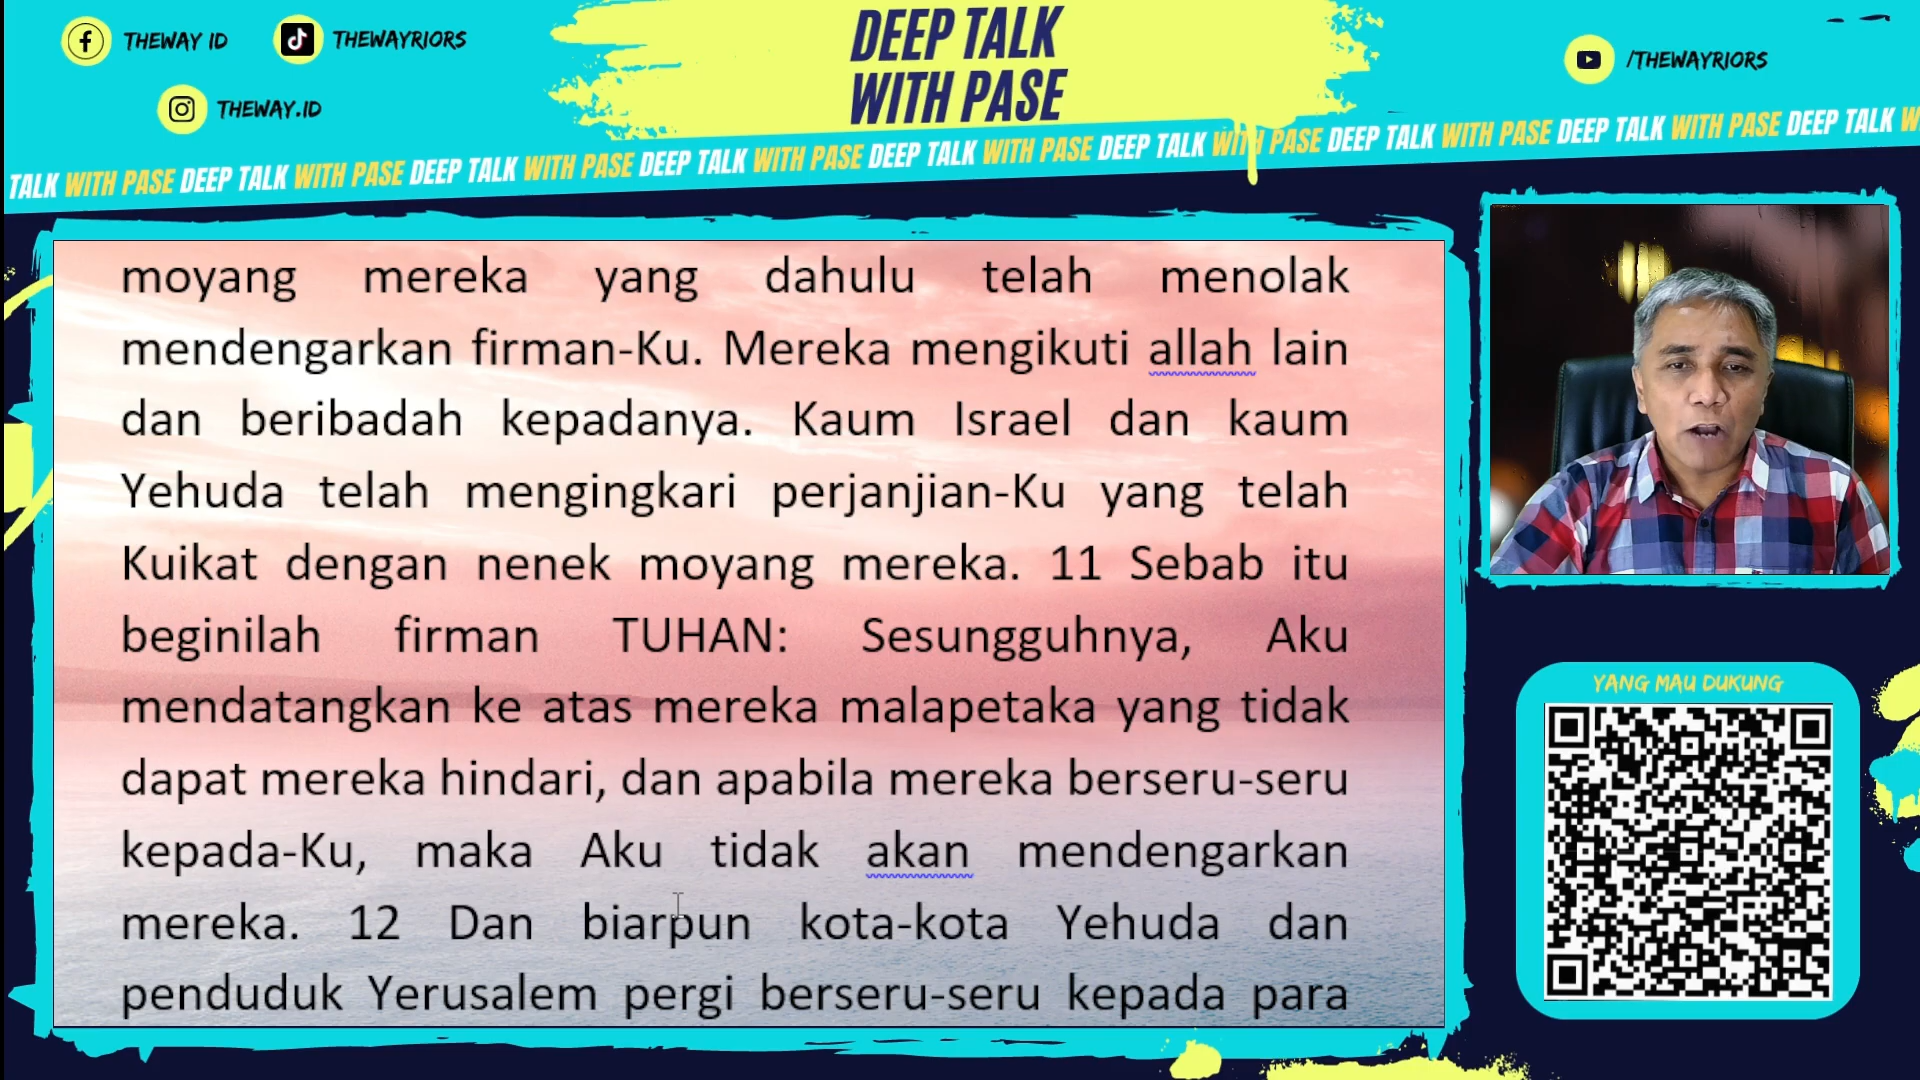 THEWAY ID
THEWAYRIORS
THEWAY.ID
DEEP TALK
WITH PASE
/THEWAYRIORS
TALK WITH PASE DEEP TALK WITH PASE DEEP TALK WITH PASE DEEP TALK WITH PASE DEEP TALK WITH PASE DEEP TALK WITH PASE DEEP TALK WITH PASE DEEP TALK WITH PASE DEEP TALK W
moyang mereka yang dahulu telah menolak
mendengarkan firman-Ku. Mereka mengikuti allah lain
dan beribadah kepadanya. Kaum Israel dan kaum
Yehuda telah mengingkari perjanjian-Ku yang telah
Kuikat dengan nenek moyang mereka. 11 Sebab itu
beginilah firman TUHAN: Sesungguhnya, Aku
mendatangkan ke atas mereka malapetaka yang tidak
dapat mereka hindari, dan apabila mereka berseru-seru
kepada-Ku, maka Aku tidak akan mendengarkan
mereka. 12 Dan biarpun kota-kota Yehuda dan
penduduk Yerusalem pergi berseru-seru kepada para
YANG MAU DUKUNG